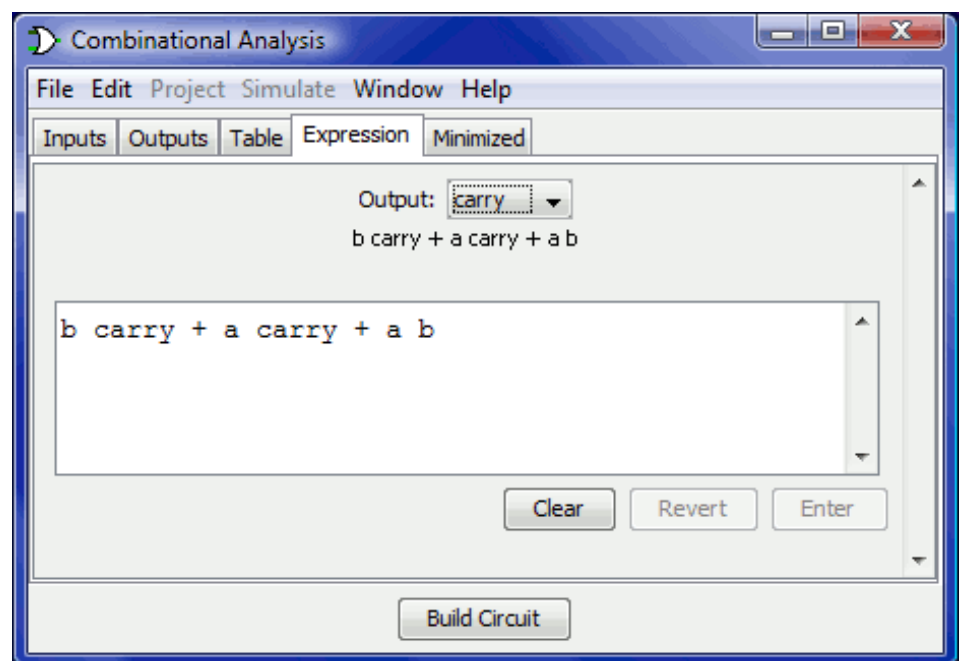 Combinational Analysis
File Edit Project Simulate Window Help
Inputs Outputs Table Expression Minimized
Output: carry
b carry + a carry + a b
b carry + a carry + a b
Clear Revert Enter
Build Circuit